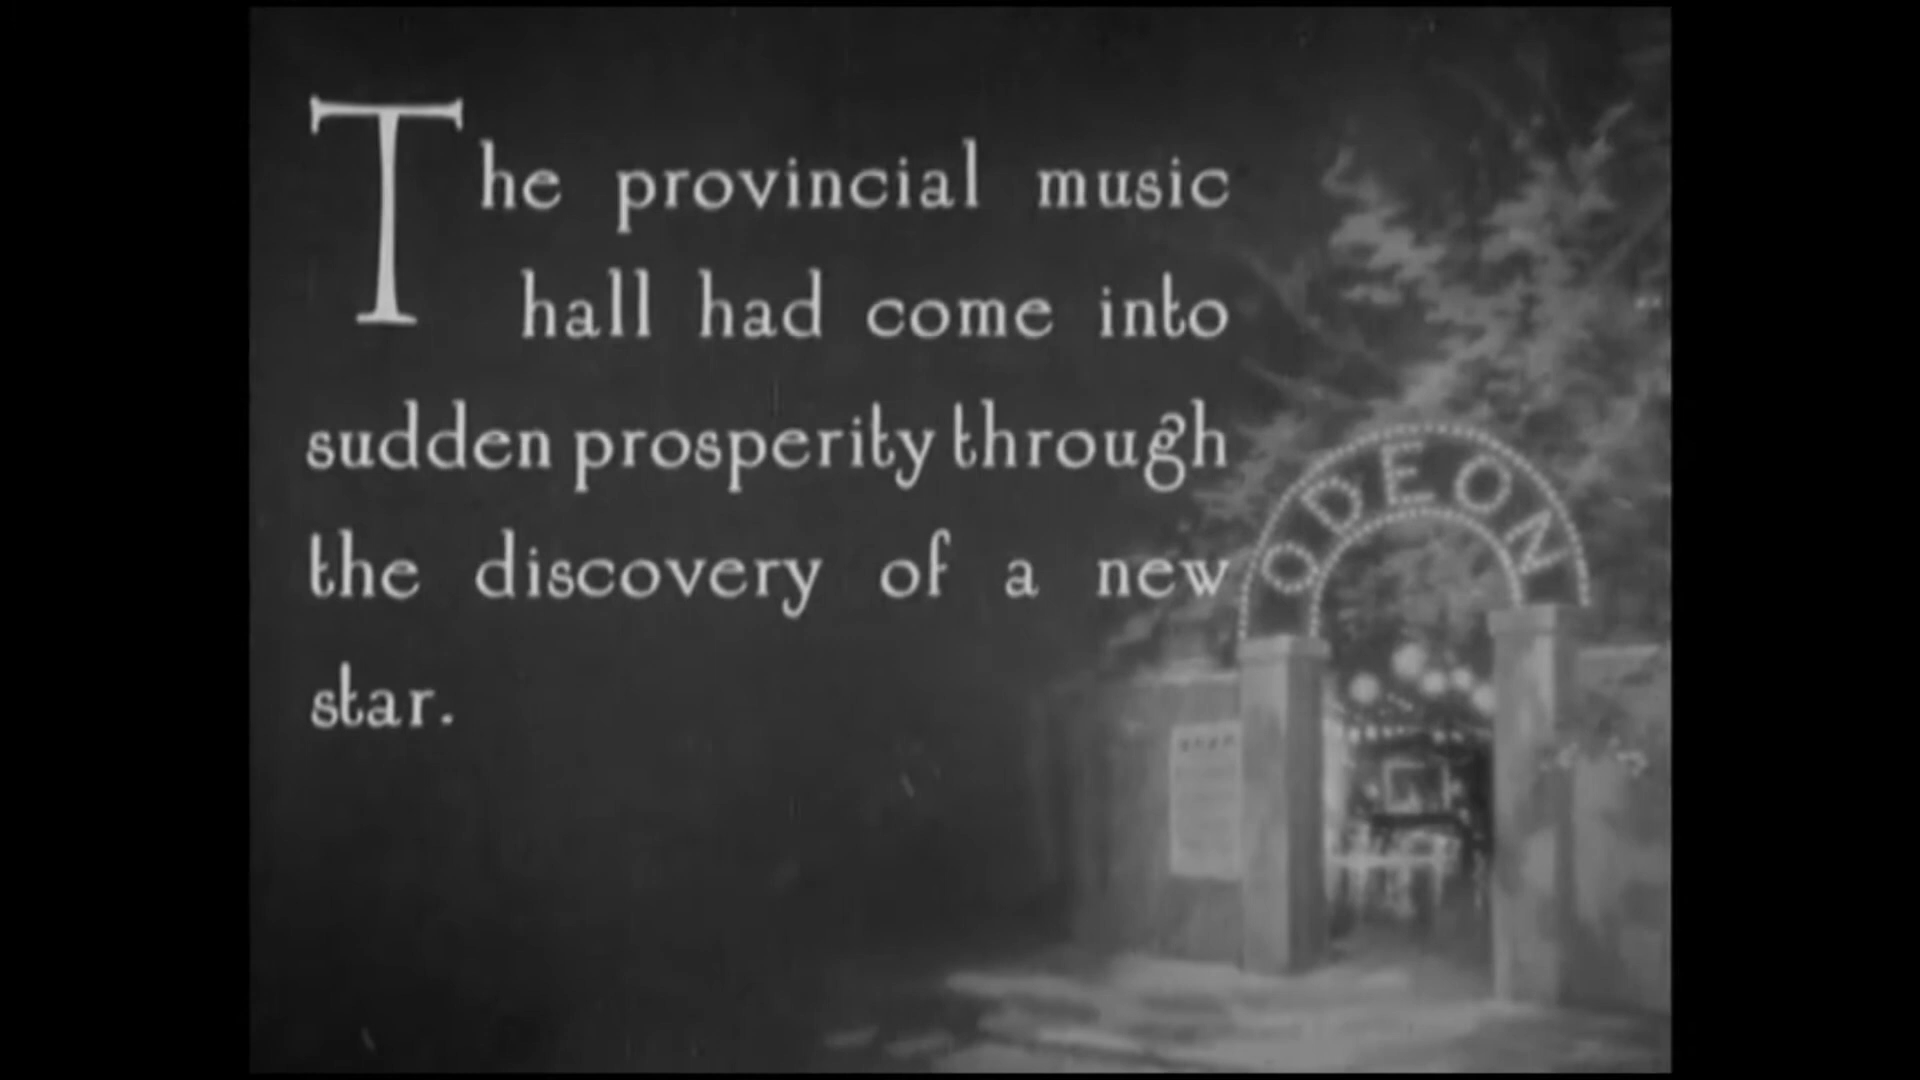 The provincial music
hall had come into
sudden prosperity through
the discovery of a new
star.
ODEON